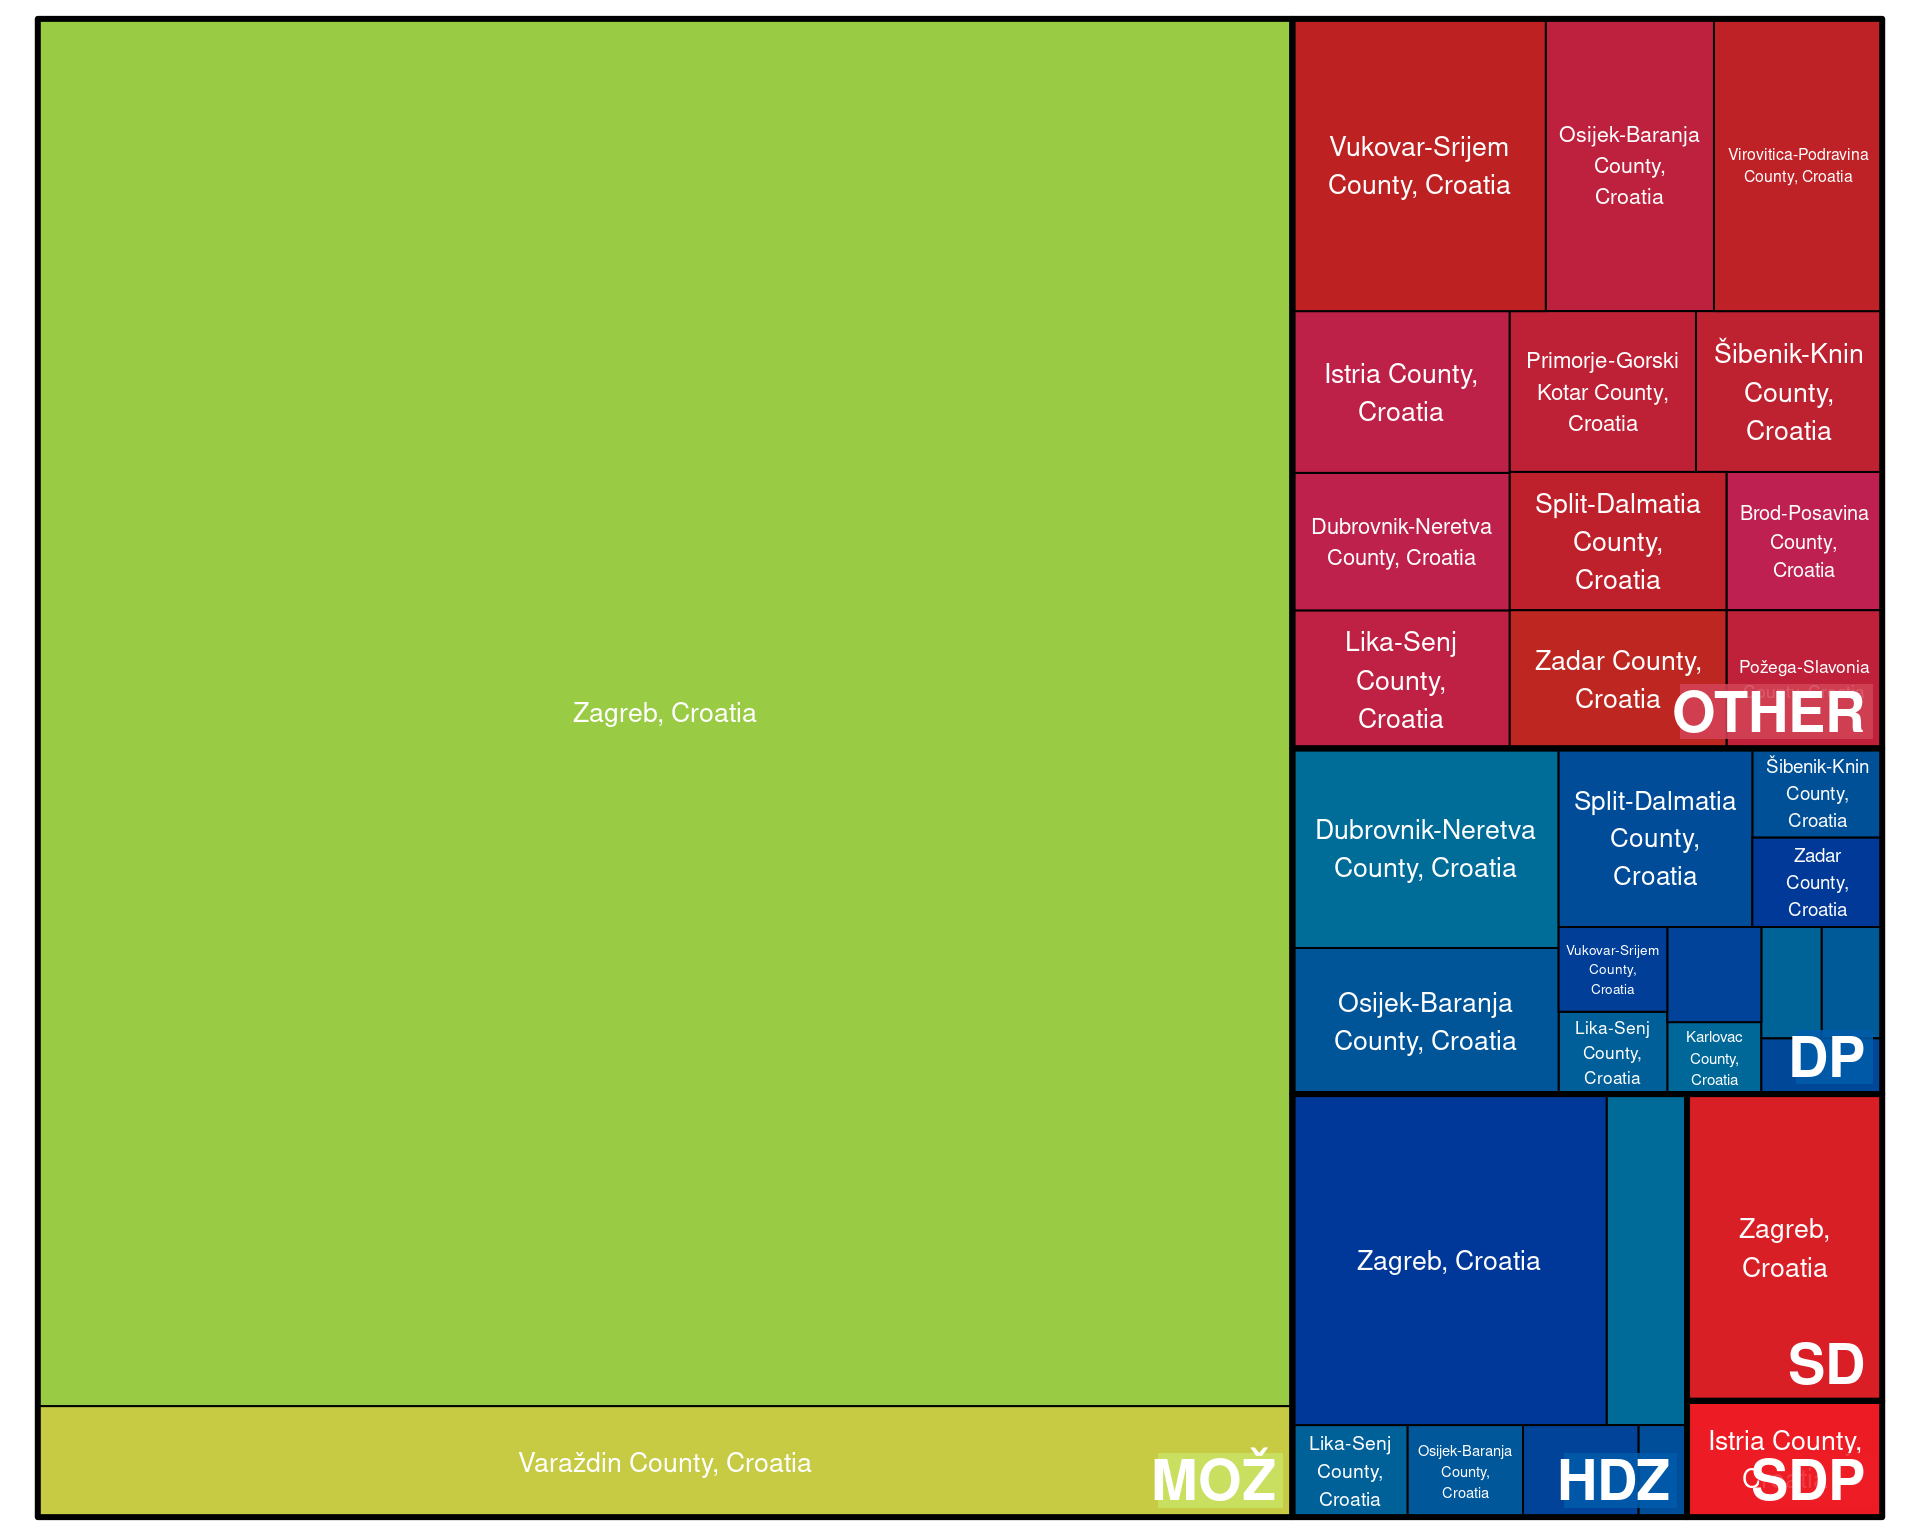 Zagreb, Croatia
Varaždin County, Croatia
MOŽ
Vukovar-Srijem
County, Croatia
Osijek-Baranja
County,
Croatia
Virovitica-Podravina
County, Croatia
Istria County,
Croatia
Primorje-Gorski
Kotar County,
Croatia
Šibenik-Knin
County,
Croatia
Dubrovnik-Neretva
County, Croatia
Split-Dalmatia
County,
Croatia
Brod-Posavina
County,
Croatia
Lika-Senj
County,
Croatia
Zadar County,
Croatia
Požega-Slavonia
County, Croatia
OTHER
Dubrovnik-Neretva
County, Croatia
Osijek-Baranja
County, Croatia
Split-Dalmatia
County,
Croatia
Šibenik-Knin
County,
Croatia
Zadar
County,
Croatia
Vukovar-Srijem
County,
Croatia
Lika-Senj
County,
Croatia
Karlovac
County,
Croatia
DP
Zagreb, Croatia
Lika-Senj
County,
Croatia
Osijek-Baranja
County,
Croatia
HDZ
Zagreb,
Croatia
SD
Istria County,
SDP